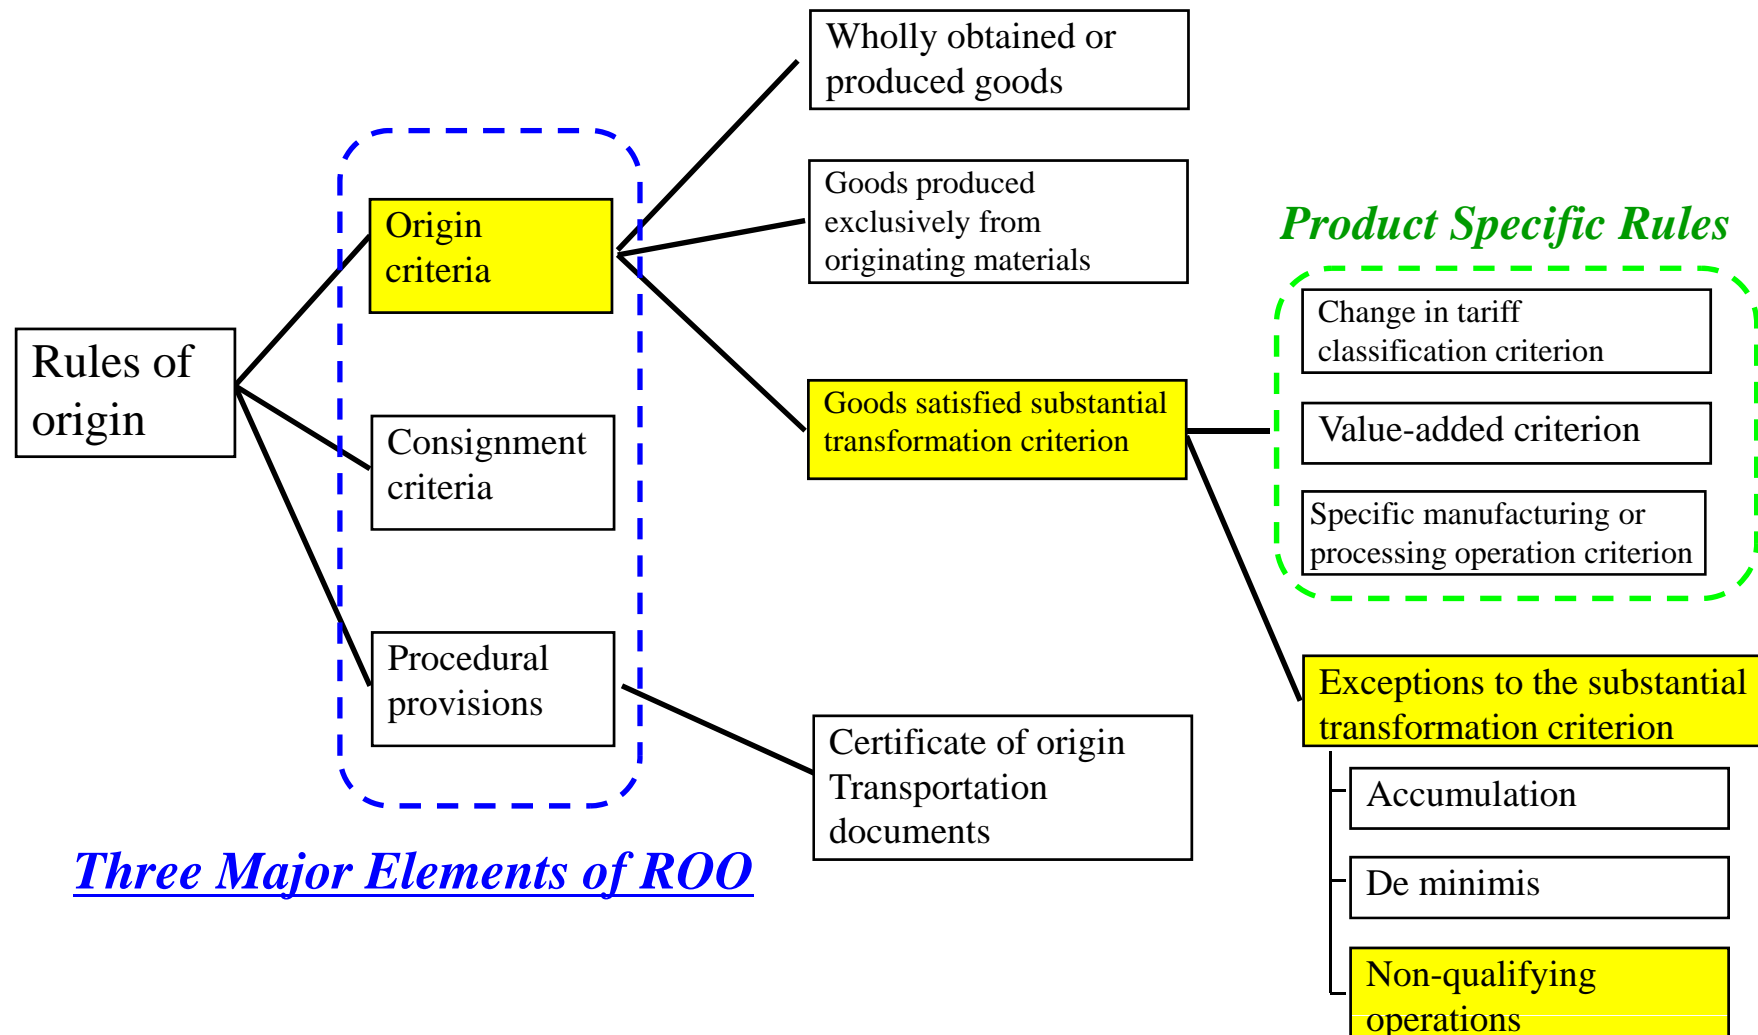 Rules of
origin
Three Major Elements of ROO
Origin
criteria
Consignment
criteria
Procedural
provisions
Wholly obtained or
produced goods
Goods produced
exclusively from
originating materials
Goods satisfied substantial
transformation criterion
Certificate of origin
Transportation
documents
Product Specific Rules
Change in tariff
classification criterion
Value-added criterion
Specific manufacturing or
processing operation criterion
Exceptions to the substantial
transformation criterion
Accumulation
De minimis
Non-qualifying
operations